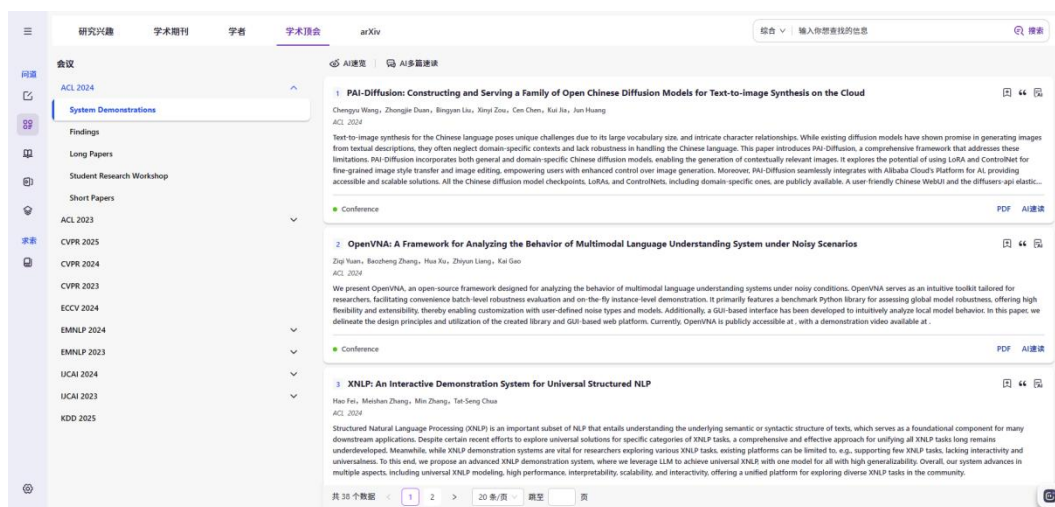 研究兴趣 学术期刊 学者 学术顶会 arXiv 综合 输入你想查找的信息 搜索
问道
求索
会议
ACL 2024
System Demonstrations
Findings
Long Papers
Student Research Workshop
Short Papers
ACL 2023
CVPR 2025
CVPR 2024
CVPR 2023
ECCV 2024
EMNLP 2024
EMNLP 2023
IJCAI 2024
IJCAI 2023
KDD 2025
AI速览 AI多篇速读
1 PAI-Diffusion: Constructing and Serving a Family of Open Chinese Diffusion Models for Text-to-image Synthesis on the Cloud
Chengyu Wang, Zhongjie Duan, Bingyan Liu, Xinyi Zou, Cen Chen, Kui Jia, Jun Huang
ACL 2024
Text-to-image synthesis for the Chinese language poses unique challenges due to its large vocabulary size, and intricate character relationships. While existing diffusion models have shown promise in generating images
from textual descriptions, they often neglect domain-specific contexts and lack robustness in handling the Chinese language. This paper introduces PAI-Diffusion, a comprehensive framework that addresses these
limitations. PAI-Diffusion incorporates both general and domain-specific Chinese diffusion models, enabling the generation of contextually relevant images. It explores the potential of using LoRA and ControlNet for
fine-grained image style transfer and image editing, empowering users with enhanced control over image generation. Moreover, PAI-Diffusion seamlessly integrates with Alibaba Cloud's Platform for AI, providing
accessible and scalable solutions. All the Chinese diffusion model checkpoints, LoRAs, and ControlNets, including domain-specific ones, are publicly available. A user-friendly Chinese WebUI and the diffusers-api elastic...
Conference PDF AI速读
2 OpenVNA: A Framework for Analyzing the Behavior of Multimodal Language Understanding System under Noisy Scenarios
Ziqi Yuan, Baozheng Zhang, Hua Xu, Zhiyun Liang, Kai Gao
ACL 2024
We present OpenVNA, an open-source framework designed for analyzing the behavior of multimodal language understanding systems under noisy conditions. OpenVNA serves as an intuitive toolkit tailored for
researchers, facilitating convenience batch-level robustness evaluation and on-the-fly instance-level demonstration. It primarily features a benchmark Python library for assessing global model robustness, offering high
flexibility and extensibility, thereby enabling customization with user-defined noise types and models. Additionally, a GUI-based interface has been developed to intuitively analyze local model behavior. In this paper, we
delineate the design principles and utilization of the created library and GUI-based web platform. Currently, OpenVNA is publicly accessible at , with a demonstration video available at .
Conference PDF AI速读
3 XNLP: An Interactive Demonstration System for Universal Structured NLP
Hao Fei, Meishan Zhang, Min Zhang, Tat-Seng Chua
ACL 2024
Structured Natural Language Processing (XNLP) is an important subset of NLP that entails understanding the underlying semantic or syntactic structure of texts, which serves as a foundational component for many
downstream applications. Despite certain recent efforts to explore universal solutions for specific categories of XNLP tasks, a comprehensive and effective approach for unifying all XNLP tasks long remains
underdeveloped. Meanwhile, while XNLP demonstration systems are vital for researchers exploring various XNLP tasks, existing platforms can be limited to, e.g., supporting few XNLP tasks, lacking interactivity and
universalness. To this end, we propose an advanced XNLP demonstration system, where we leverage LLM to achieve universal XNLP, with one model for all with high generalizability. Overall, our system advances in
multiple aspects, including universal XNLP modeling, high performance, interpretability, scalability, and interactivity, offering a unified platform for exploring diverse XNLP tasks in the community.
共 38 个数据 < 1 2 > 20 条/页 跳至 页